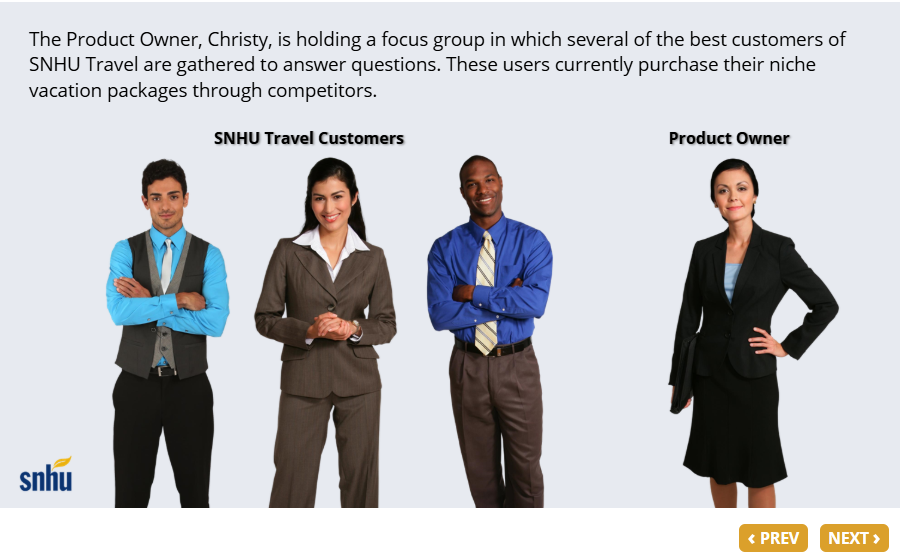 The Product Owner, Christy, is holding a focus group in which several of the best customers of
SNHU Travel are gathered to answer questions. These users currently purchase their niche
vacation packages through competitors.
SNHU Travel Customers
Product Owner
snhu
‹ PREV
NEXT ›